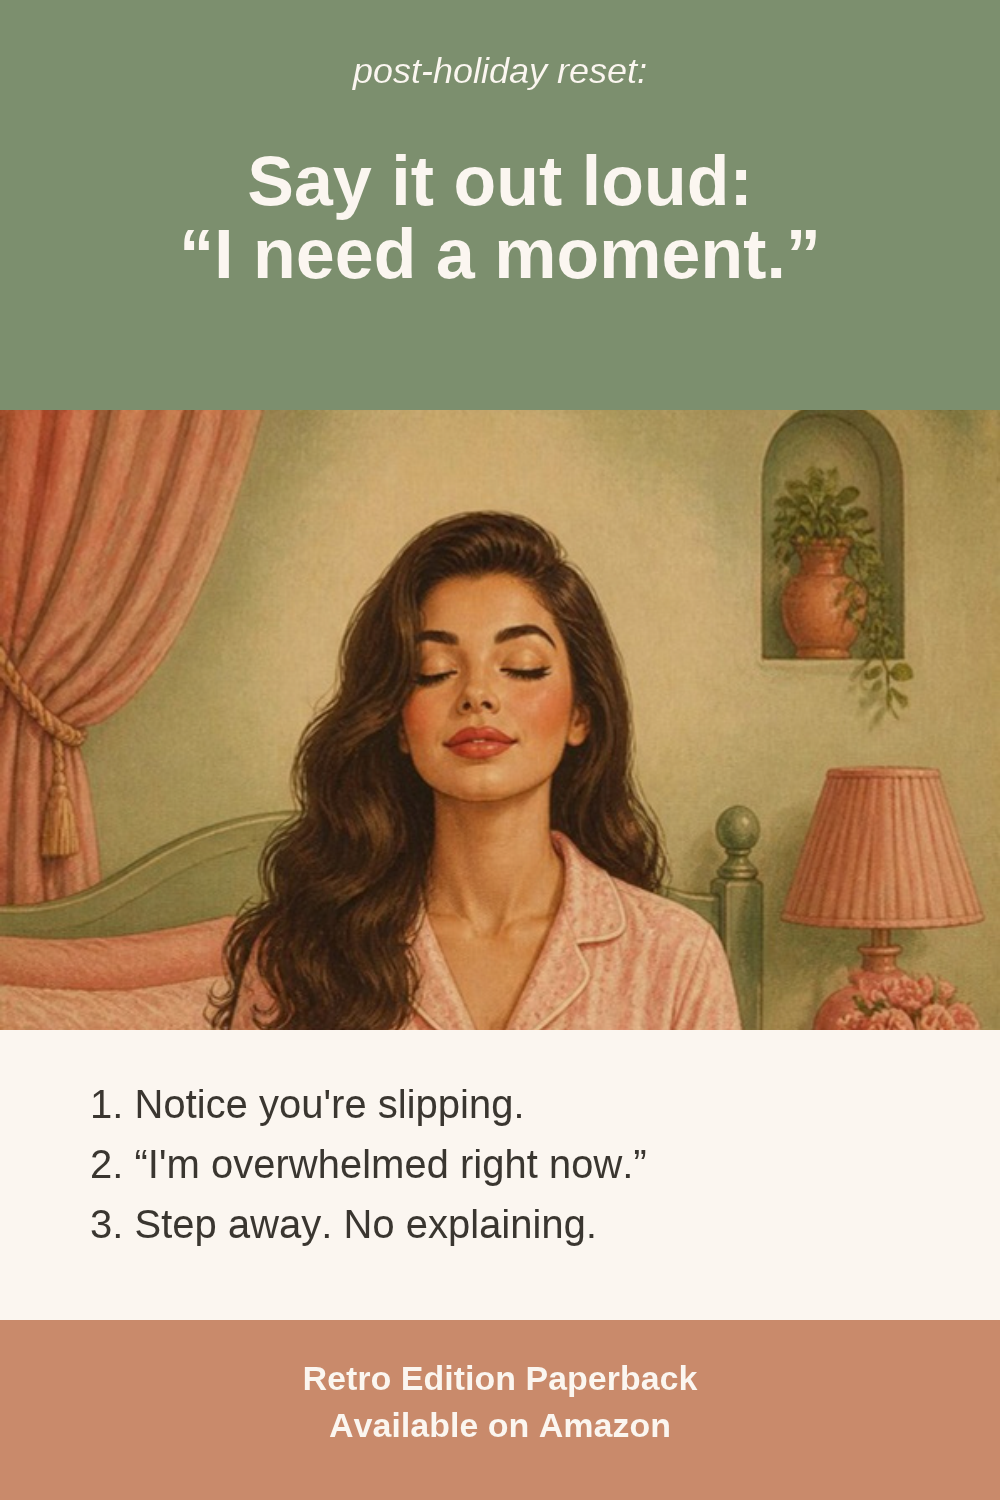 post-holiday reset:
Say it out loud:
“I need a moment.”
1. Notice you're slipping.
2. “I'm overwhelmed right now.”
3. Step away. No explaining.
Retro Edition Paperback
Available on Amazon